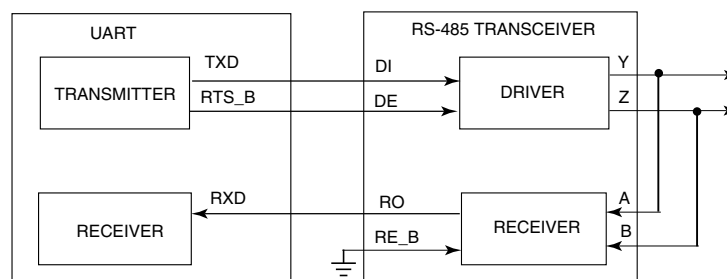 UART
RS-485 TRANSCEIVER
TRANSMITTER
TXD
DI
DRIVER
Y
RTS_B
DE
Z
RECEIVER
RXD
RO
RECEIVER
A
RE_B
B